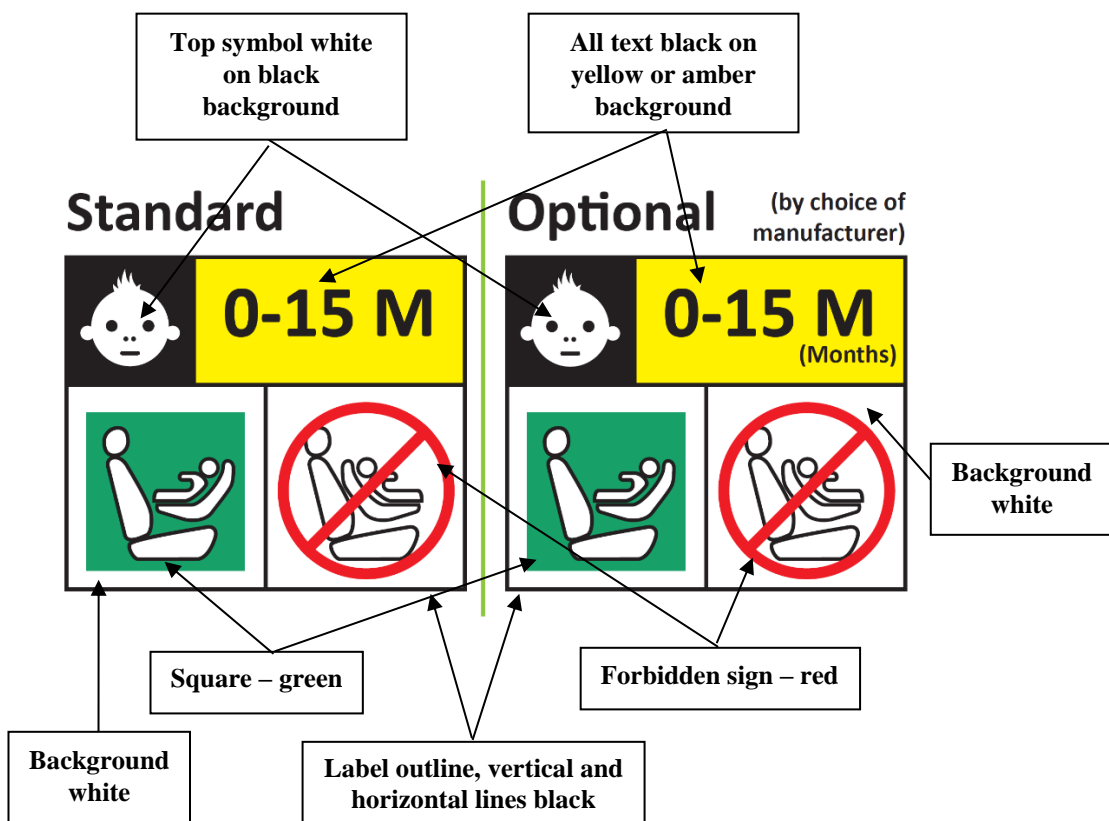 Top symbol white
on black
background
All text black on
yellow or amber
background
Standard
Optional
(by choice of
manufacturer)
0-15 M
0-15 M
(Months)
Background
white
Square – green
Forbidden sign – red
Background
white
Label outline, vertical and
horizontal lines black